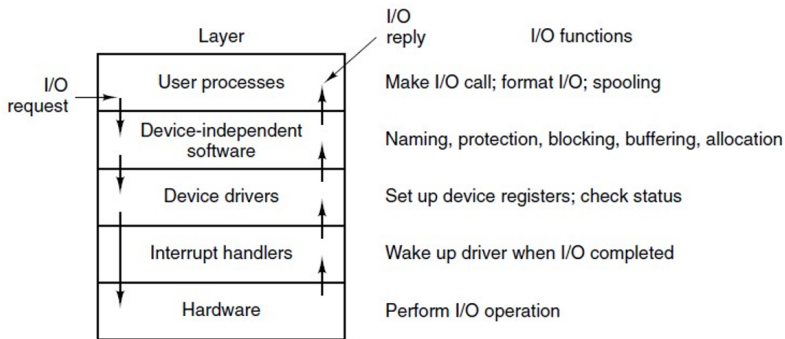 I/O
reply
Layer
I/O functions
I/O
request
User processes
Make I/O call; format I/O; spooling
Device-independent
software
Naming, protection, blocking, buffering, allocation
Device drivers
Set up device registers; check status
Interrupt handlers
Wake up driver when I/O completed
Hardware
Perform I/O operation